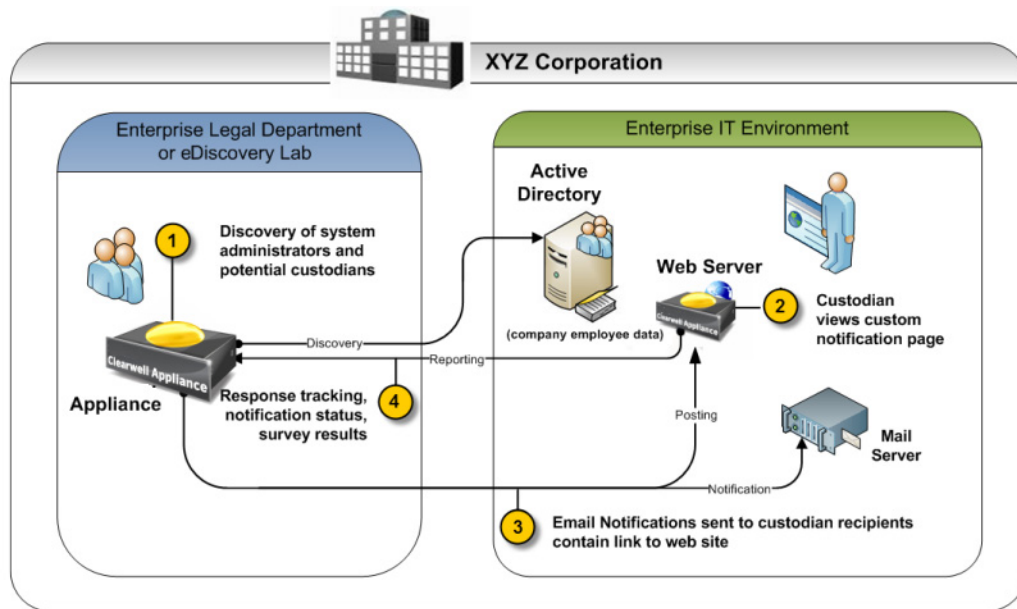 XYZ Corporation
Enterprise Legal Department
or eDiscovery Lab
Enterprise IT Environment
1
Discovery of system
administrators and
potential custodians
Active
Directory
(company employee data)
Web Server
Clearwell Appliance
2
Custodian
views custom
notification page
Clearwell Appliance
Appliance
Discovery
Reporting
4
Response tracking,
notification status,
survey results
Posting
Mail
Server
Notification
3
Email Notifications sent to custodian recipients
contain link to web site